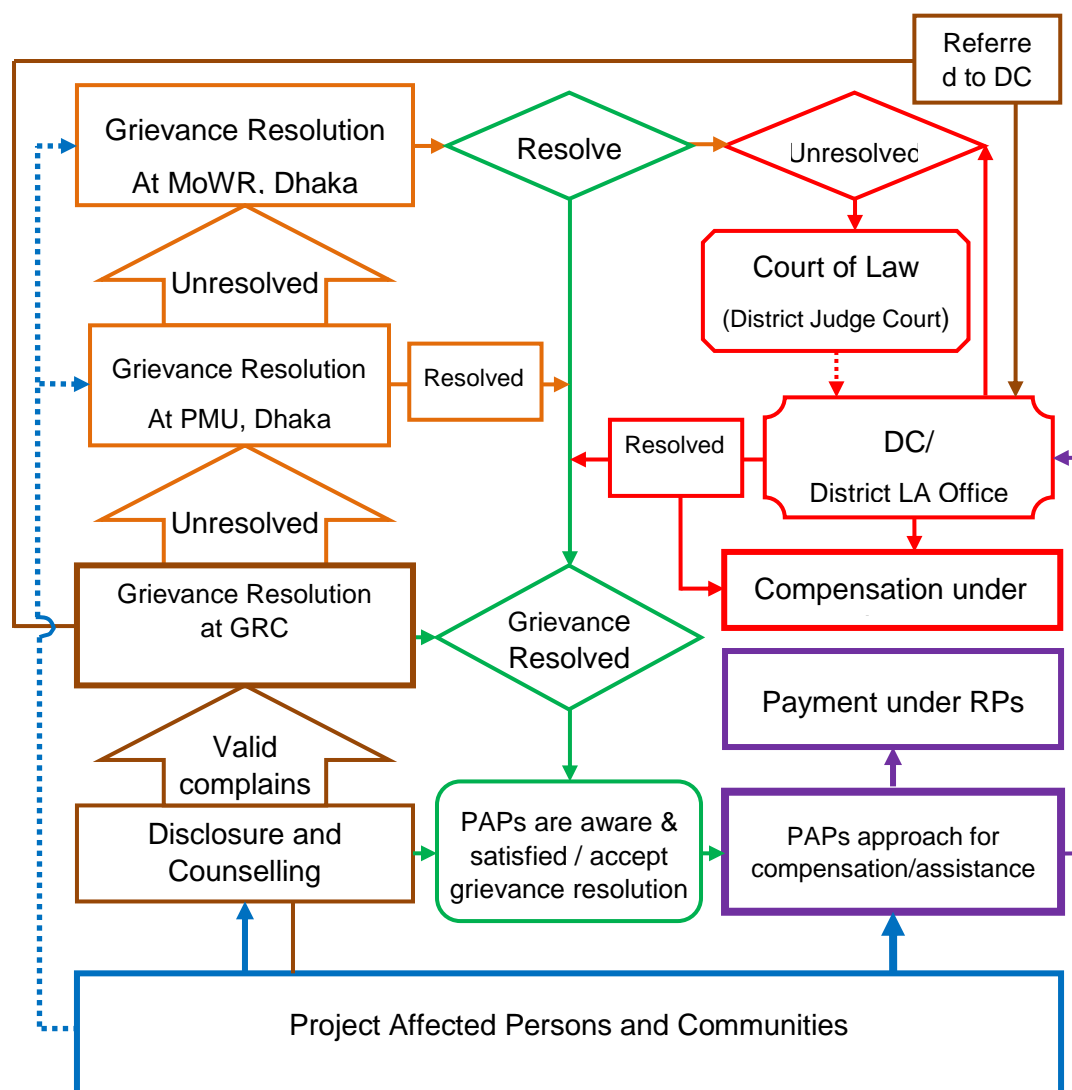 Referre
d to DC
Grievance Resolution
At MoWR, Dhaka
Resolve
Unresolved
Unresolved
Court of Law
(District Judge Court)
Grievance Resolution
At PMU, Dhaka
Resolved
Resolved
DC/
District LA Office
Unresolved
Grievance Resolution
at GRC
Compensation under
Grievance
Resolved
Payment under RPs
Valid
complains
Disclosure and
Counselling
PAPs are aware &
satisfied / accept
grievance resolution
PAPs approach for
compensation/assistance
Project Affected Persons and Communities